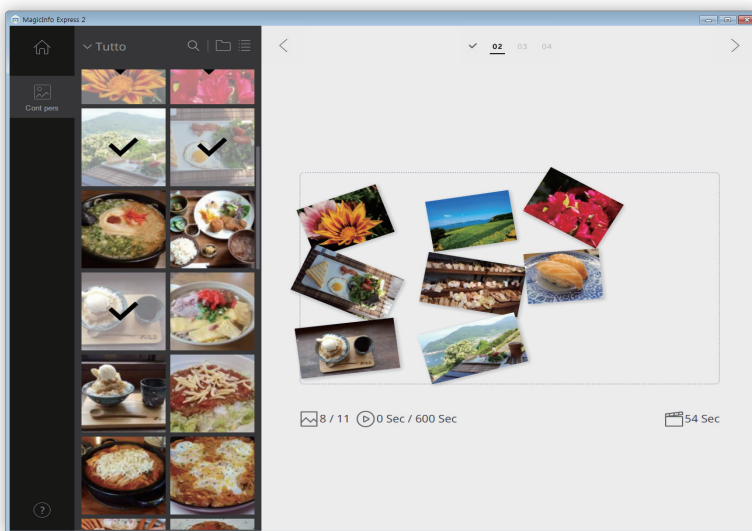 MagicInfo Express 2
Tutto
02 03 04
Cont pers
8 / 11 0 Sec / 600 Sec 54 Sec
?